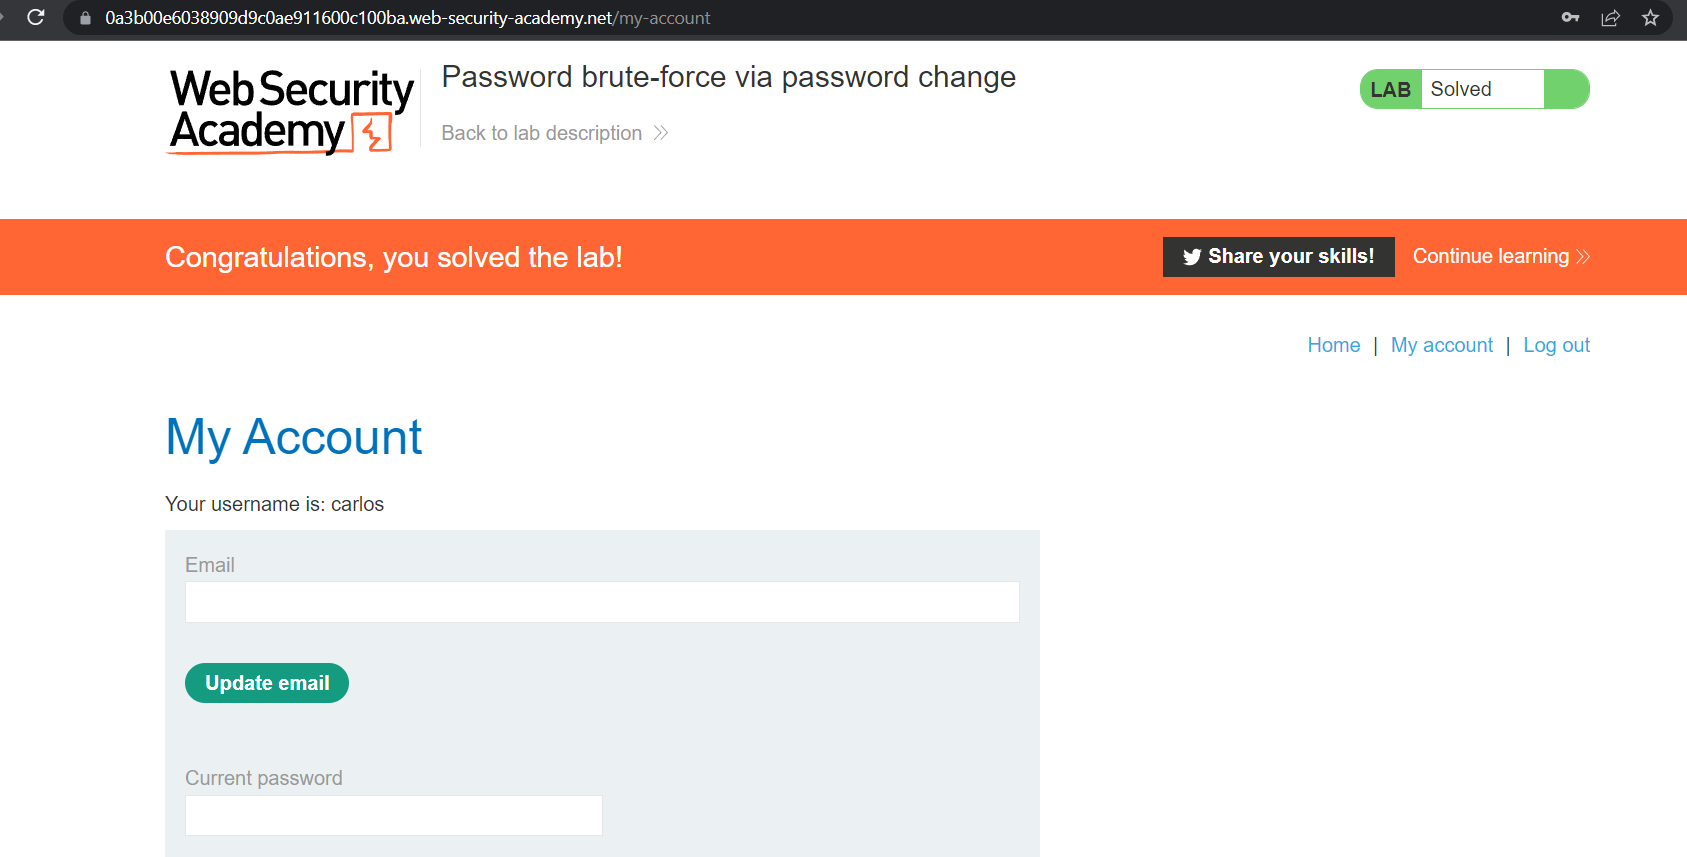 0a3b00e6038909d9c0ae911600c100ba.web-security-academy.net/my-account
Web Security
Academy
Password brute-force via password change
Back to lab description
LAB Solved
Congratulations, you solved the lab!
Share your skills!
Continue learning
Home | My account | Log out
My Account
Your username is: carlos
Email
Update email
Current password